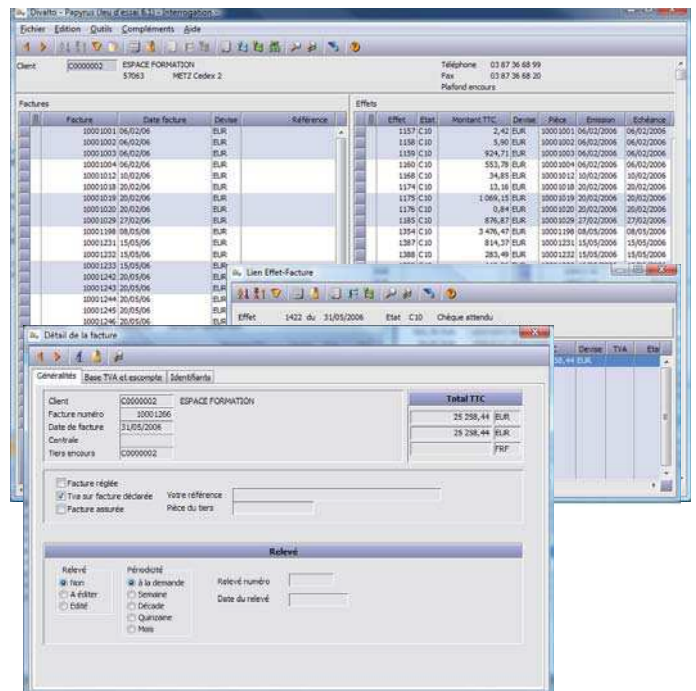 Divalto - Papyrus (Jeu d'essai 6.1) - Interrogation
Fichier Edition Outils Compléments Aide
Client C0000002 ESPACE FORMATION Téléphone 03 87 36 68 99
57063 METZ Cedex 2 Fax 03 87 36 68 20
Plafond encours
Factures Effets
Facture Date facture Devise Référence Effet Etat Montant TTC Devise Pièce Emission Echéance
10001001 06/02/06 EUR 1157 C10 2,42 EUR 10001001 06/02/2006 06/02/2006
10001002 06/02/06 EUR 1158 C10 5,90 EUR 10001002 06/02/2006 06/02/2006
10001003 06/02/06 EUR 1159 C10 924,71 EUR 10001003 06/02/2006 06/02/2006
10001004 06/02/06 EUR 1160 C10 553,78 EUR 10001004 06/02/2006 06/02/2006
10001012 10/02/06 EUR 1168 C10 34,85 EUR 10001012 10/02/2006 10/02/2006
10001018 20/02/06 EUR 1174 C10 13,16 EUR 10001018 20/02/2006 20/02/2006
10001019 20/02/06 EUR 1175 C10 1 069,15 EUR 10001019 20/02/2006 20/02/2006
10001020 20/02/06 EUR 1176 C10 0,84 EUR 10001020 20/02/2006 20/02/2006
10001029 27/02/06 EUR 1185 C10 876,87 EUR 10001029 27/02/2006 27/02/2006
10001198 08/05/06 EUR 1354 C10 3 476,47 EUR 10001198 08/05/2006 08/05/2006
10001231 15/05/06 EUR 1387 C10 814,37 EUR 10001231 15/05/2006 15/05/2006
10001232 15/05/06 EUR 1388 C10 283,49 EUR 10001232 15/05/2006 15/05/2006
10001233 15/05/06 EUR
10001242 20/05/06 EUR
10001243 20/05/06 EUR
10001244 20/05/06
10001245 20/05/06
10001246 20/05/06
Lien Effet-Facture
Effet 1422 du 31/05/2006 Etat C10 Chèque attendu
Devise TVA Eta
,44 EUR
Détail de la facture
Généralités Base TVA et escompte Identifiants
Client C0000002 ESPACE FORMATION
Facture numéro 10001266
Date de facture 31/05/2006
Centrale
Tiers encours C0000002
Total TTC
25 258,44 EUR
25 258,44 EUR
FRF
Facture réglée
Tva sur facture déclarée Votre référence
Facture assurée Pièce du tiers
Relevé
Relevé Périodicité
Non à la demande Relevé numéro
A éditer Semaine
Edité Décade Date du relevé
Quinzaine
Mois